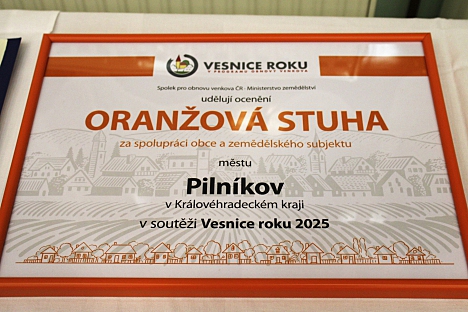 VESNICE ROKU
V PROGRAMU OBNOVY VENKOVA
Spolek pro obnovu venkova ČR - Ministerstvo zemědělství
udělují ocenění
ORANŽOVÁ STUHA
za spolupráci obce a zemědělského subjektu
městu
Pilníkov
v Královéhradeckém kraji
v soutěži Vesnice roku 2025